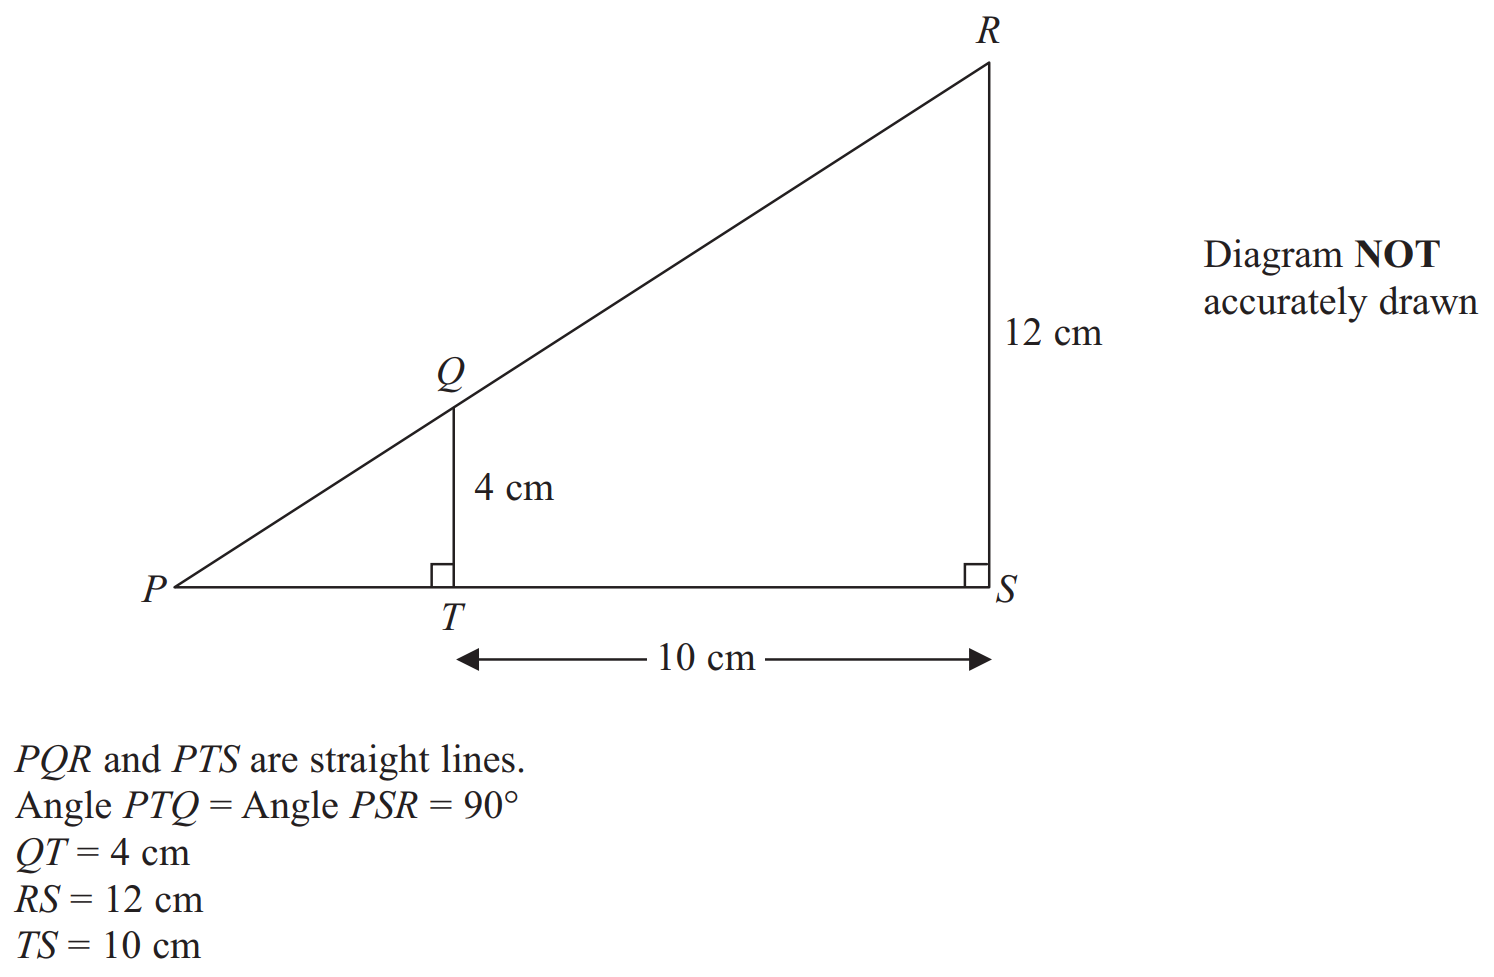 R
Diagram NOT
accurately drawn
12 cm
Q
4 cm
P
S
T
10 cm
PQR and PTS are straight lines.
Angle PTQ = Angle PSR = 90°
QT = 4 cm
RS = 12 cm
TS = 10 cm